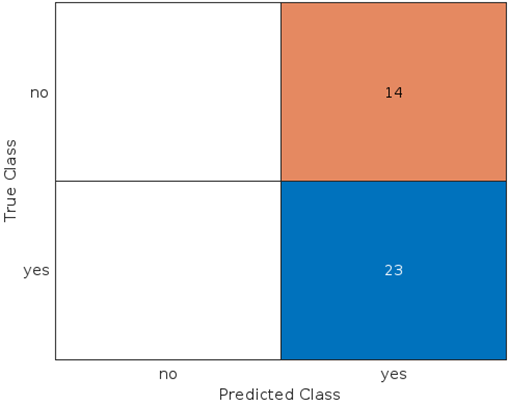 True Class
no
14
yes
23
no
yes
Predicted Class